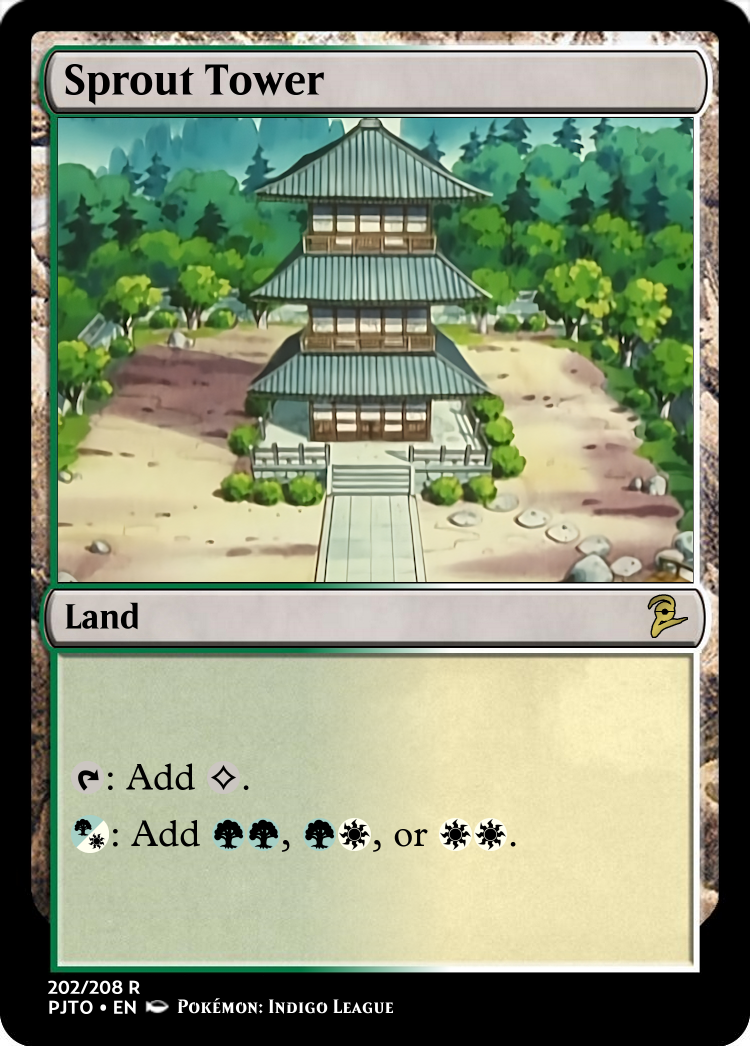 Sprout Tower
Land
: Add .
: Add , , or .
202/208 R
PJTO • EN Pokémon: Indigo League